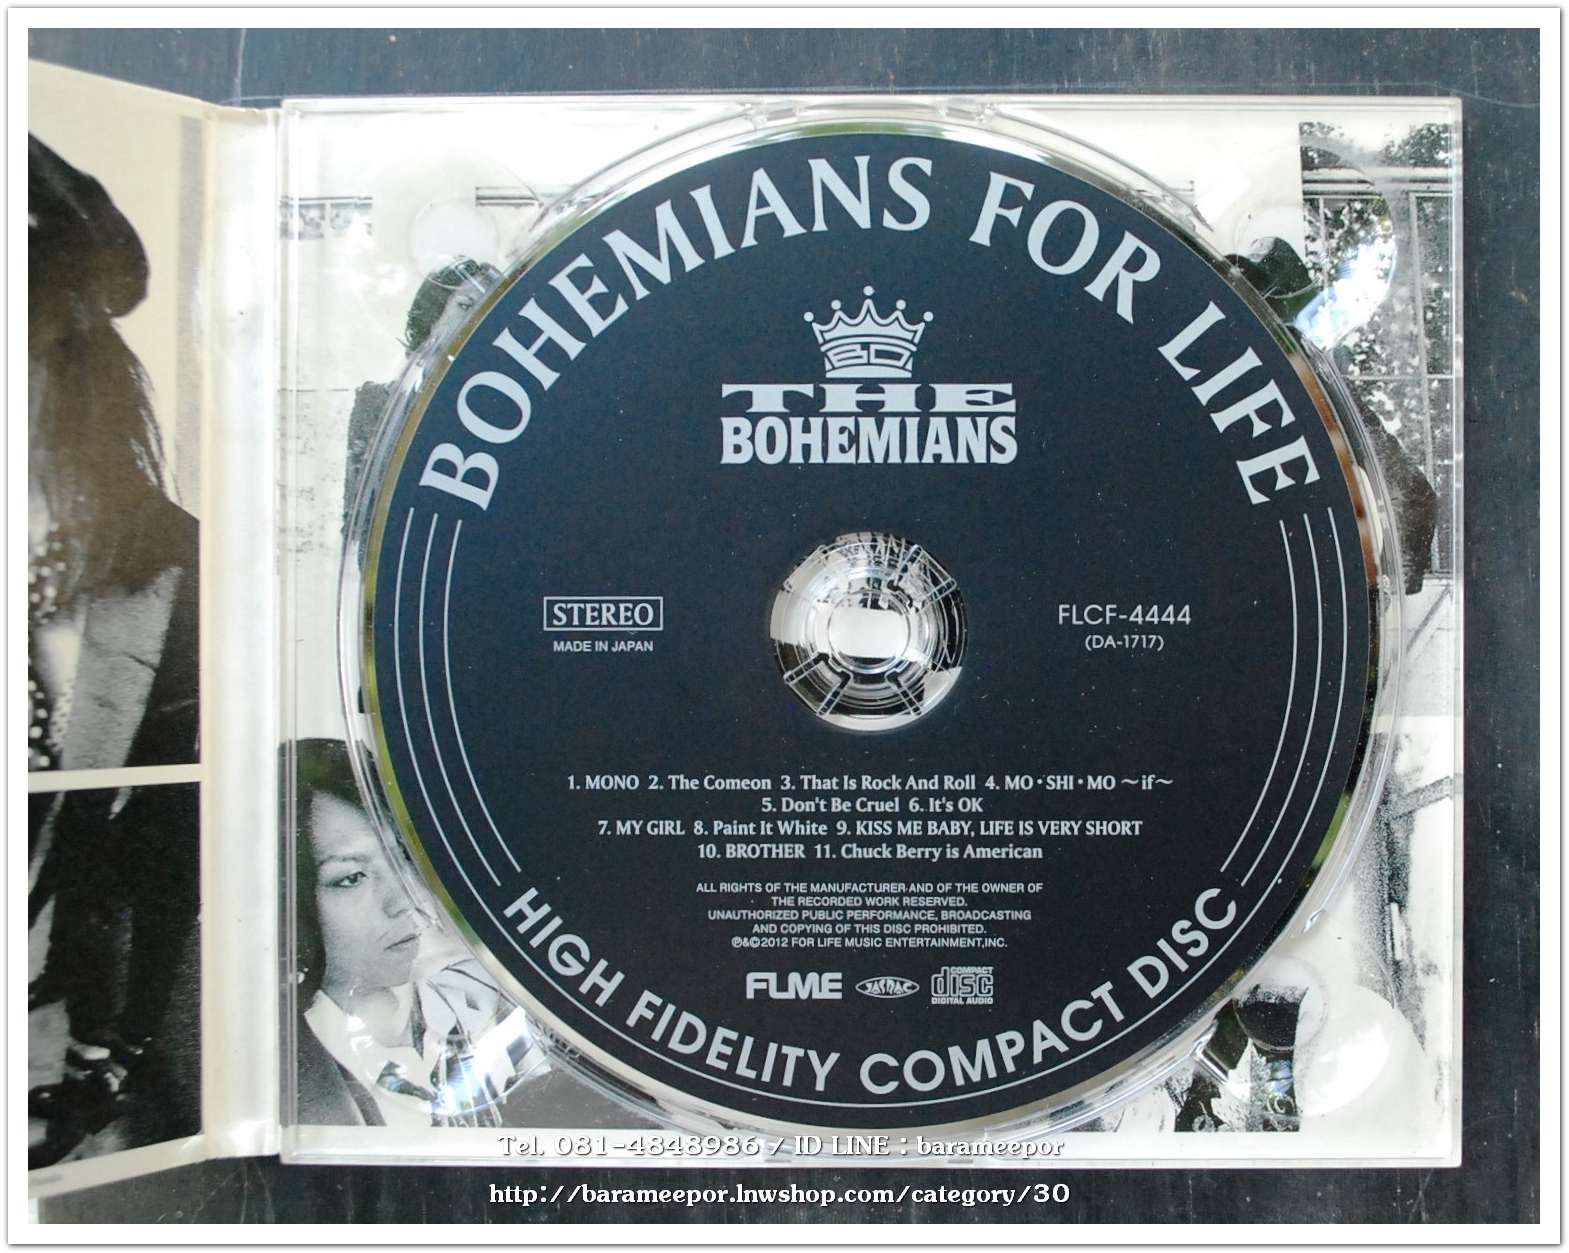 BOHEMIANS FOR LIFE
BO
THE
BOHEMIANS
STEREO
MADE IN JAPAN
FLCF-4444
(DA-1717)
1. MONO 2. The Comeon 3. That Is Rock And Roll 4. MO・SHI・MO ～if～
5. Don't Be Cruel 6. It's OK
7. MY GIRL 8. Paint It White 9. KISS ME BABY, LIFE IS VERY SHORT
10. BROTHER 11. Chuck Berry is American
ALL RIGHTS OF THE MANUFACTURER AND OF THE OWNER OF
THE RECORDED WORK RESERVED.
UNAUTHORIZED PUBLIC PERFORMANCE, BROADCASTING
AND COPYING OF THIS DISC PROHIBITED.
℗&©2012 FOR LIFE MUSIC ENTERTAINMENT,INC.
FLME JASRAC COMPACT disc DIGITAL AUDIO
HIGH FIDELITY COMPACT DISC
Tel. 081-4848986 / ID LINE : barameepor
http://barameepor.lnwshop.com/category/30